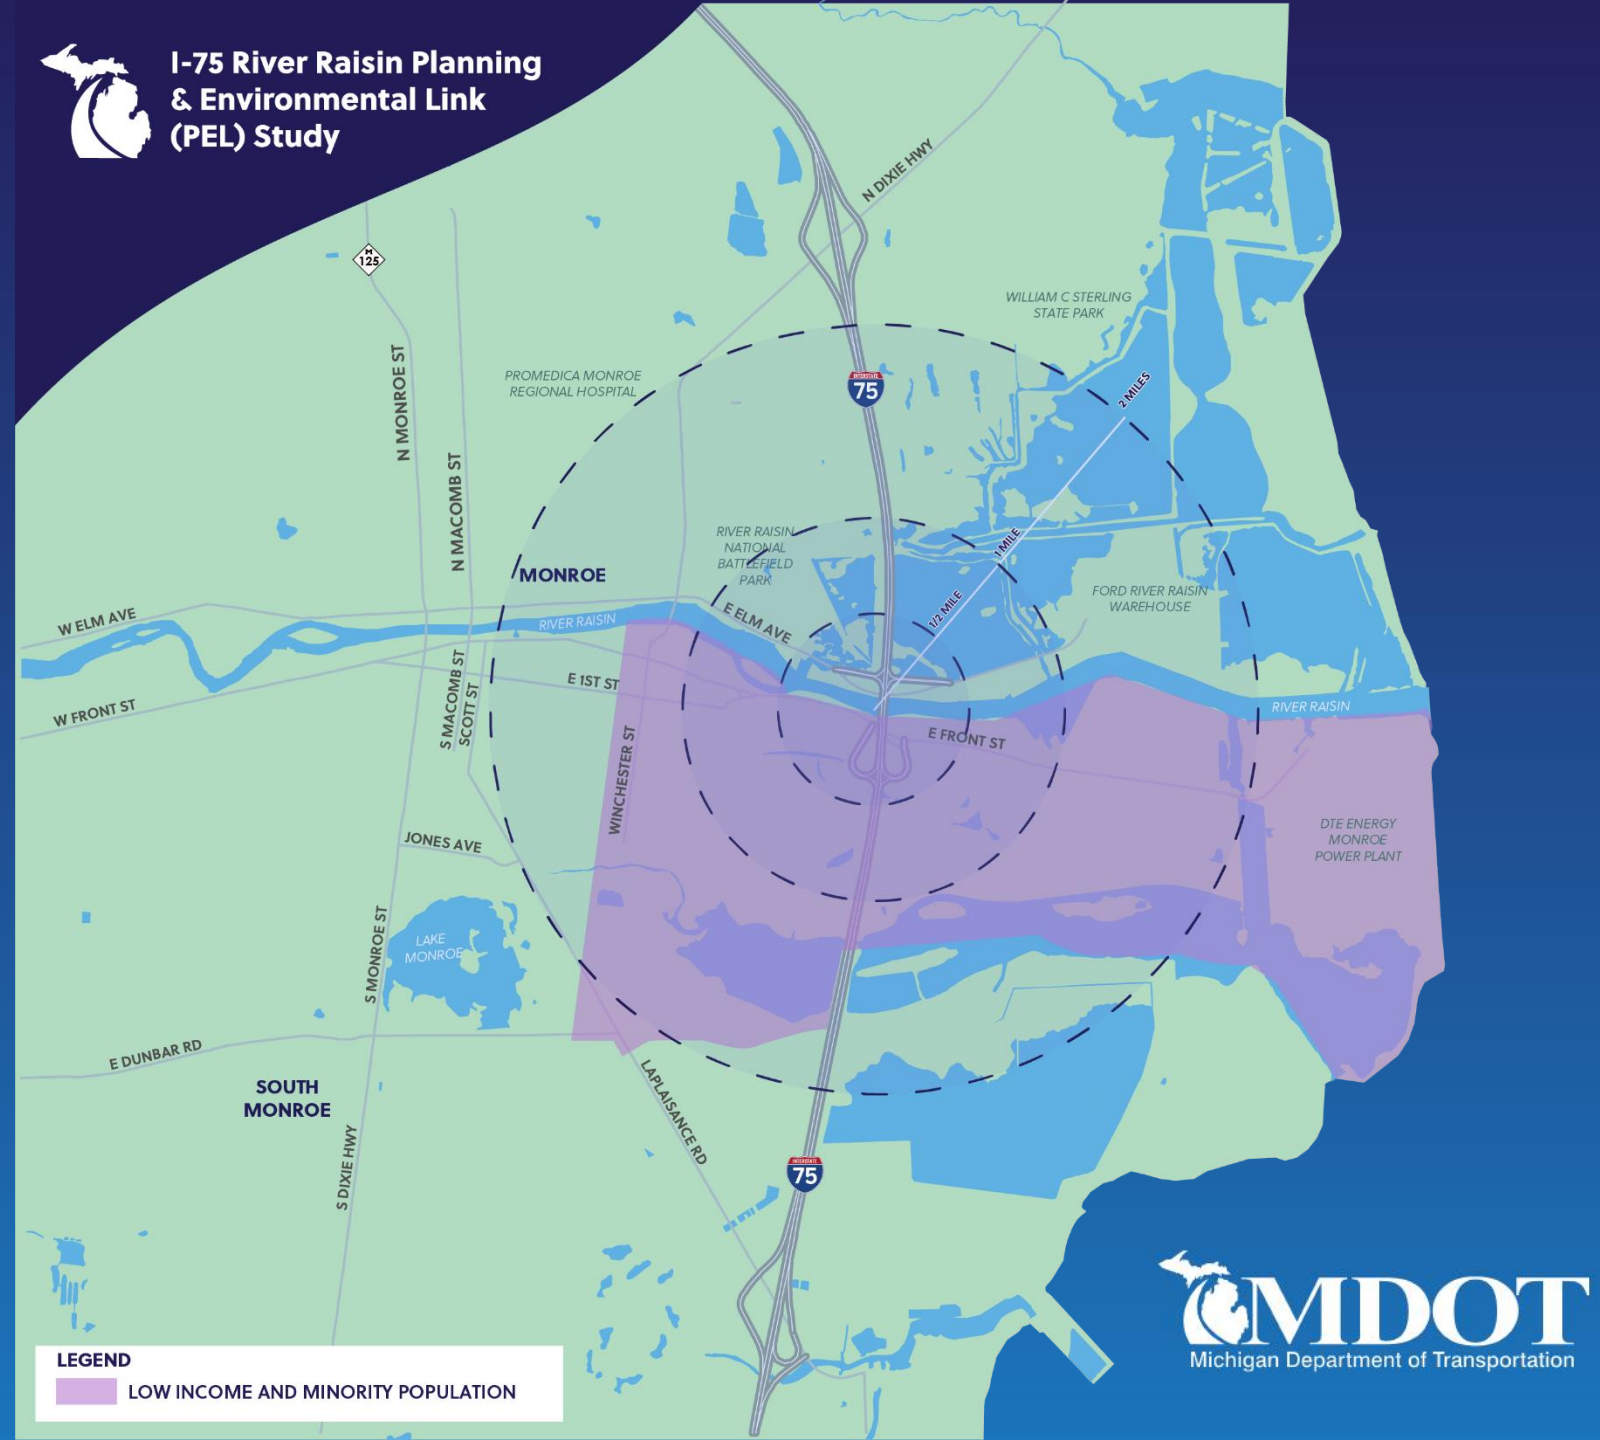 I-75 River Raisin Planning
& Environmental Link
(PEL) Study
N DIXIE HWY
M
125
WILLIAM C STERLING
STATE PARK
N MONROE ST
PROMEDICA MONROE
REGIONAL HOSPITAL
INTERSTATE
75
2 MILES
N MACOMB ST
RIVER RAISIN
NATIONAL
BATTLEFIELD
PARK
1 MILE
MONROE
FORD RIVER RAISIN
WAREHOUSE
1/2 MILE
W ELM AVE
RIVER RAISIN
E ELM AVE
E 1ST ST
S MACOMB ST
SCOTT ST
W FRONT ST
RIVER RAISIN
E FRONT ST
WINCHESTER ST
JONES AVE
DTE ENERGY
MONROE
POWER PLANT
LAKE
MONROE
S MONROE ST
E DUNBAR RD
SOUTH
MONROE
LAPLAISANCE RD
S DIXIE HWY
INTERSTATE
75
LEGEND
LOW INCOME AND MINORITY POPULATION
MDOT
Michigan Department of Transportation